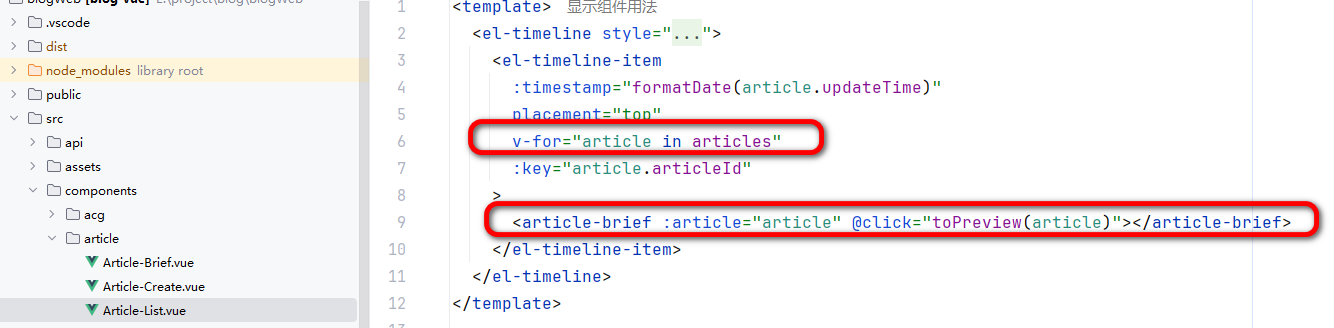 blogWeb [blog-vue] E:\project\blog\blogWeb
.vscode
dist
node_modules library root
public
src
api
assets
components
acg
article
Article-Brief.vue
Article-Create.vue
Article-List.vue
1 <template> 显示组件用法
2 <el-timeline style="...">
3 <el-timeline-item
4 :timestamp="formatDate(article.updateTime)"
5 placement="top"
6 v-for="article in articles"
7 :key="article.articleId"
8 >
9 <article-brief :article="article" @click="toPreview(article)"></article-brief>
10 </el-timeline-item>
11 </el-timeline>
12 </template>
13